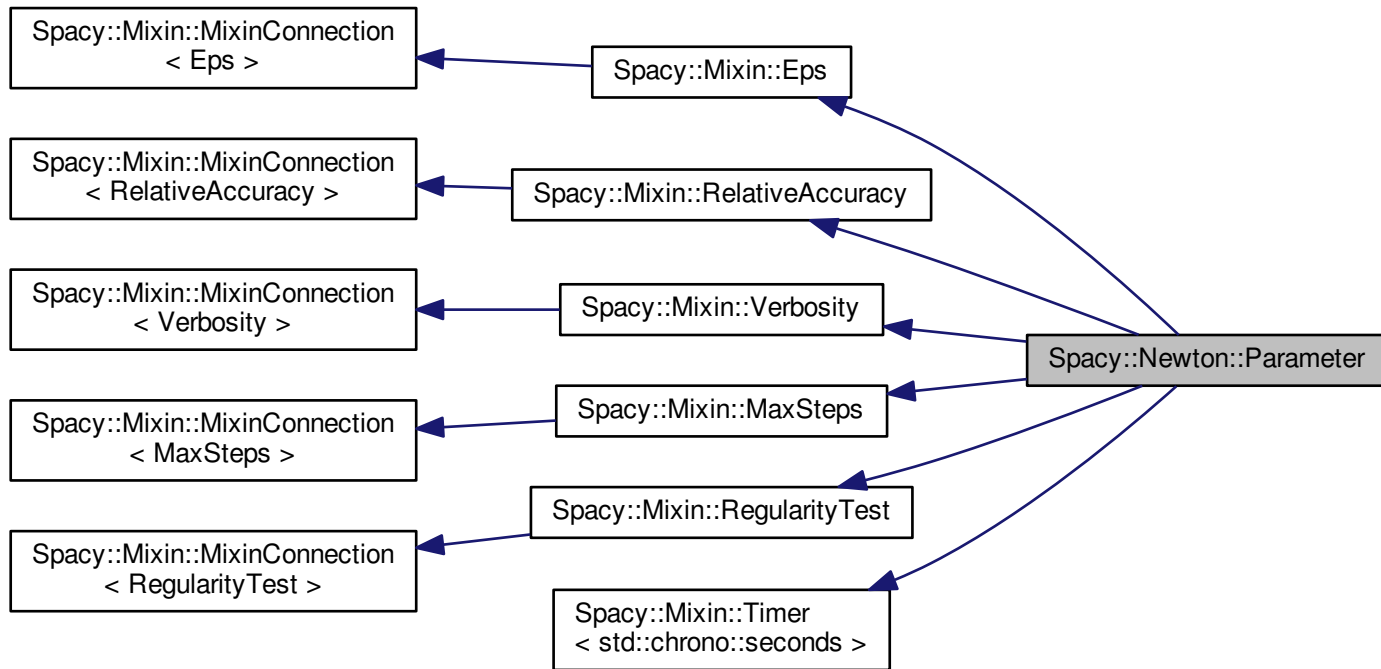 Spacy::Mixin::MixinConnection
< Eps >
Spacy::Mixin::Eps
Spacy::Mixin::MixinConnection
< RelativeAccuracy >
Spacy::Mixin::RelativeAccuracy
Spacy::Mixin::MixinConnection
< Verbosity >
Spacy::Mixin::Verbosity
Spacy::Newton::Parameter
Spacy::Mixin::MixinConnection
< MaxSteps >
Spacy::Mixin::MaxSteps
Spacy::Mixin::MixinConnection
< RegularityTest >
Spacy::Mixin::RegularityTest
Spacy::Mixin::Timer
< std::chrono::seconds >